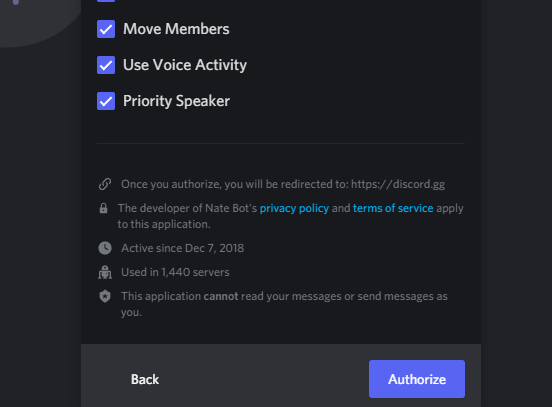 Move Members
Use Voice Activity
Priority Speaker
Once you authorize, you will be redirected to: https://discord.gg
The developer of Nate Bot's privacy policy and terms of service apply
to this application.
Active since Dec 7, 2018
Used in 1,440 servers
This application cannot read your messages or send messages as
you.
Back
Authorize